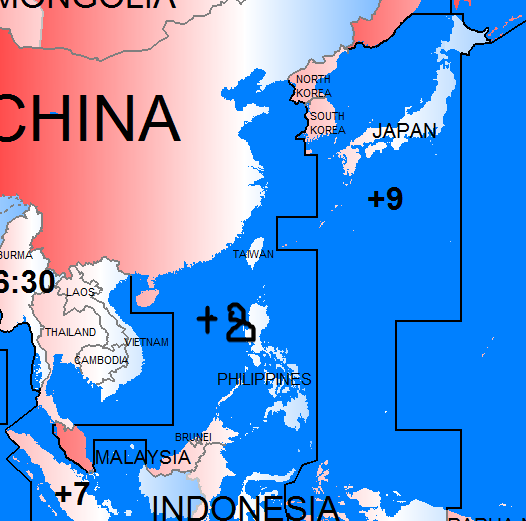 MONGOLIA
CHINA
NORTH
KOREA
SOUTH
KOREA
JAPAN
+9
TAIWAN
BURMA
6:30
LAOS
THAILAND
VIETNAM
CAMBODIA
PHILIPPINES
BRUNEI
MALAYSIA
+7
INDONESIA
PAPUA